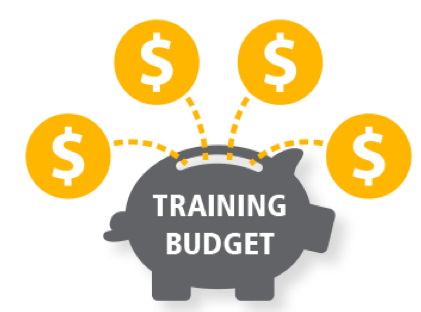 $ $
$ $
TRAINING
BUDGET